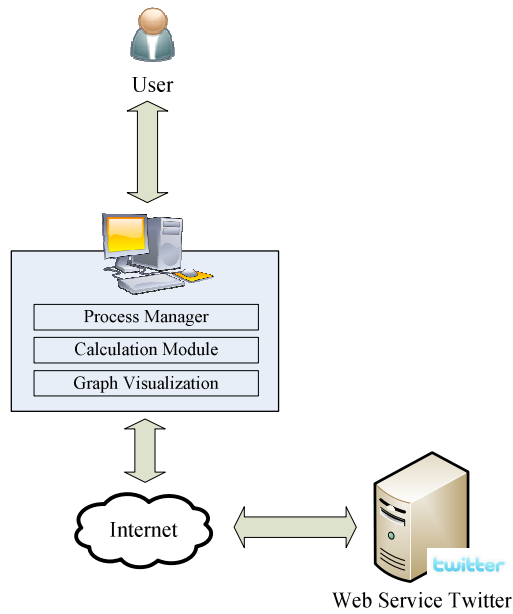 User
Process Manager
Calculation Module
Graph Visualization
Internet
twitter
Web Service Twitter